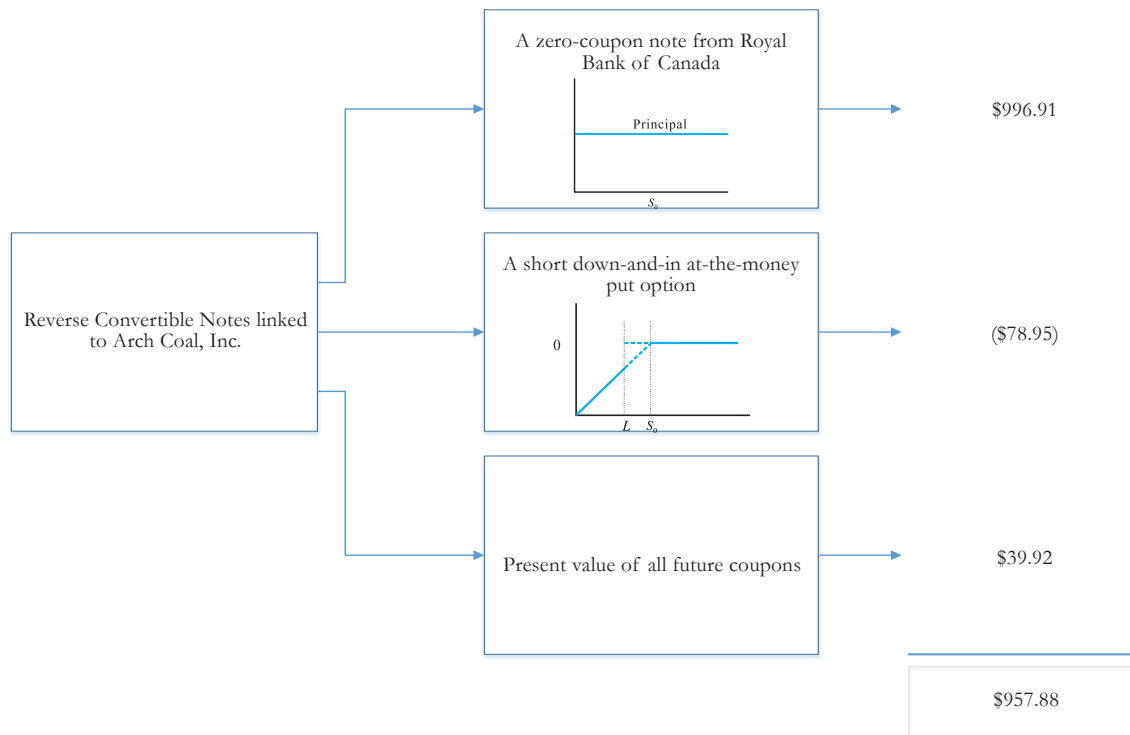 A zero-coupon note from Royal
Bank of Canada
Principal
S₀
$996.91
Reverse Convertible Notes linked
to Arch Coal, Inc.
A short down-and-in at-the-money
put option
0
L
S₀
($78.95)
Present value of all future coupons
$39.92
$957.88